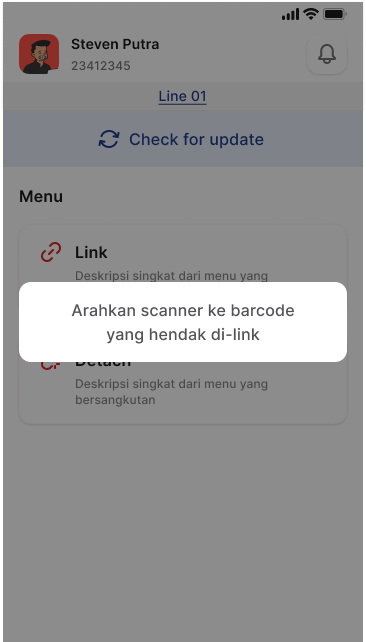 Steven Putra
23412345
Line 01
Check for update
Menu
Link
Deskripsi singkat dari menu yang
Arahkan scanner ke barcode
yang hendak di-link
Detach
Deskripsi singkat dari menu yang
bersangkutan